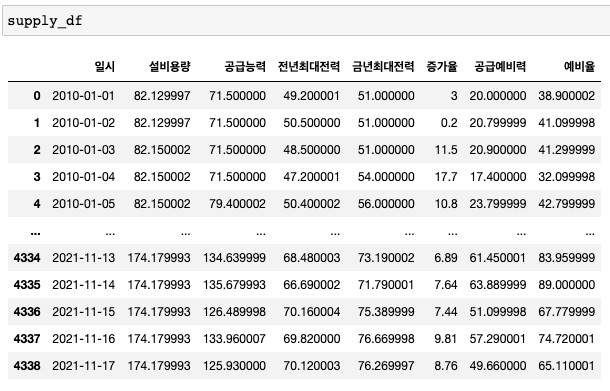 supply_df
일시 설비용량 공급능력 전년최대전력 금년최대전력 증가율 공급예비력 예비율
0 2010-01-01 82.129997 71.500000 49.200001 51.000000 3 20.000000 38.900002
1 2010-01-02 82.129997 71.500000 50.500000 51.000000 0.2 20.799999 41.099998
2 2010-01-03 82.150002 71.500000 48.500000 51.000000 11.5 20.900000 41.299999
3 2010-01-04 82.150002 71.500000 47.200001 54.000000 17.7 17.400000 32.099998
4 2010-01-05 82.150002 79.400002 50.400002 56.000000 10.8 23.799999 42.799999
... ... ... ... ... ... ... ... ...
4334 2021-11-13 174.179993 134.639999 68.480003 73.190002 6.89 61.450001 83.959999
4335 2021-11-14 174.179993 135.679993 66.690002 71.790001 7.64 63.889999 89.000000
4336 2021-11-15 174.179993 126.489998 70.160004 75.389999 7.44 51.099998 67.779999
4337 2021-11-16 174.179993 133.960007 69.820000 76.669998 9.81 57.290001 74.720001
4338 2021-11-17 174.179993 125.930000 70.120003 76.269997 8.76 49.660000 65.110001